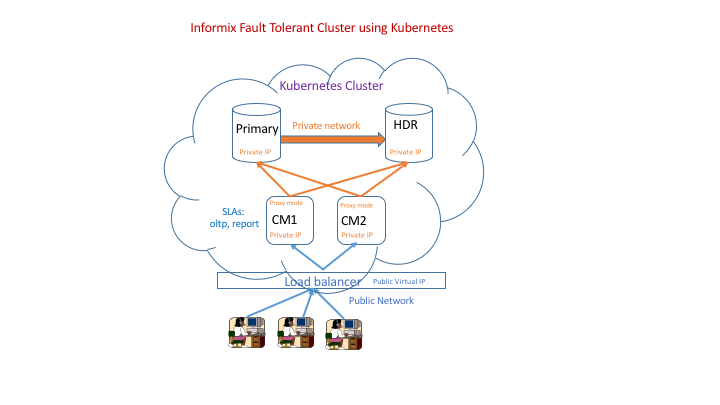 Informix Fault Tolerant Cluster using Kubernetes
Kubernetes Cluster
Primary
Private network
HDR
Private IP
Private IP
Proxy mode
Proxy mode
SLAs:
oltp, report
CM1
CM2
Private IP
Private IP
Load balancer
Public Virtual IP
Public Network